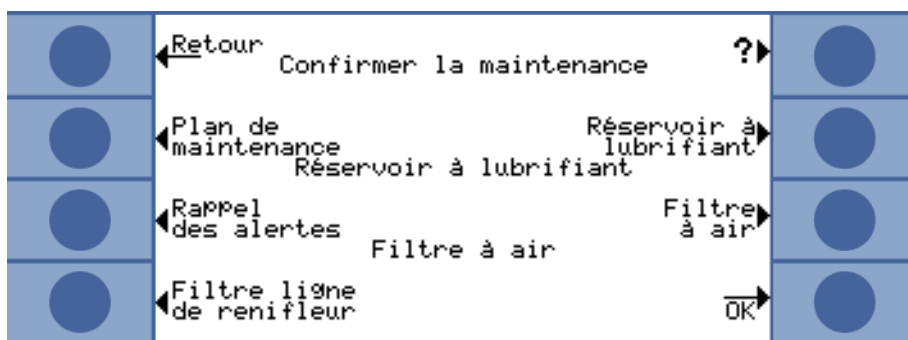 Retour
?
Confirmer la maintenance
Plan de
maintenance
Réservoir à
lubrifiant
Réservoir à lubrifiant
Rappel
des alertes
Filtre
à air
Filtre à air
Filtre ligne
de renifleur
OK